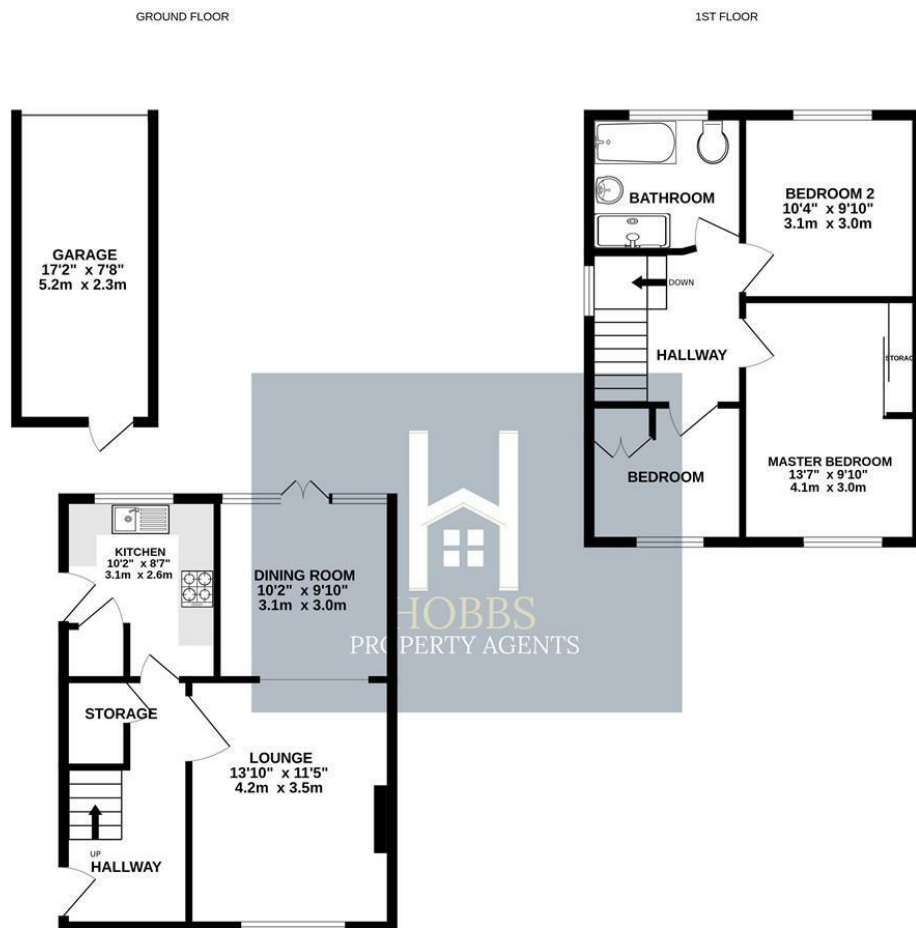 GROUND FLOOR
1ST FLOOR
GARAGE
17'2" x 7'8"
5.2m x 2.3m
KITCHEN
10'2" x 8'7"
3.1m x 2.6m
DINING ROOM
10'2" x 9'10"
3.1m x 3.0m
STORAGE
LOUNGE
13'10" x 11'5"
4.2m x 3.5m
UP
HALLWAY
BATHROOM
BEDROOM 2
10'4" x 9'10"
3.1m x 3.0m
DOWN
HALLWAY
STORAG
MASTER BEDROOM
13'7" x 9'10"
4.1m x 3.0m
BEDROOM
HOBBS
PROPERTY AGENTS